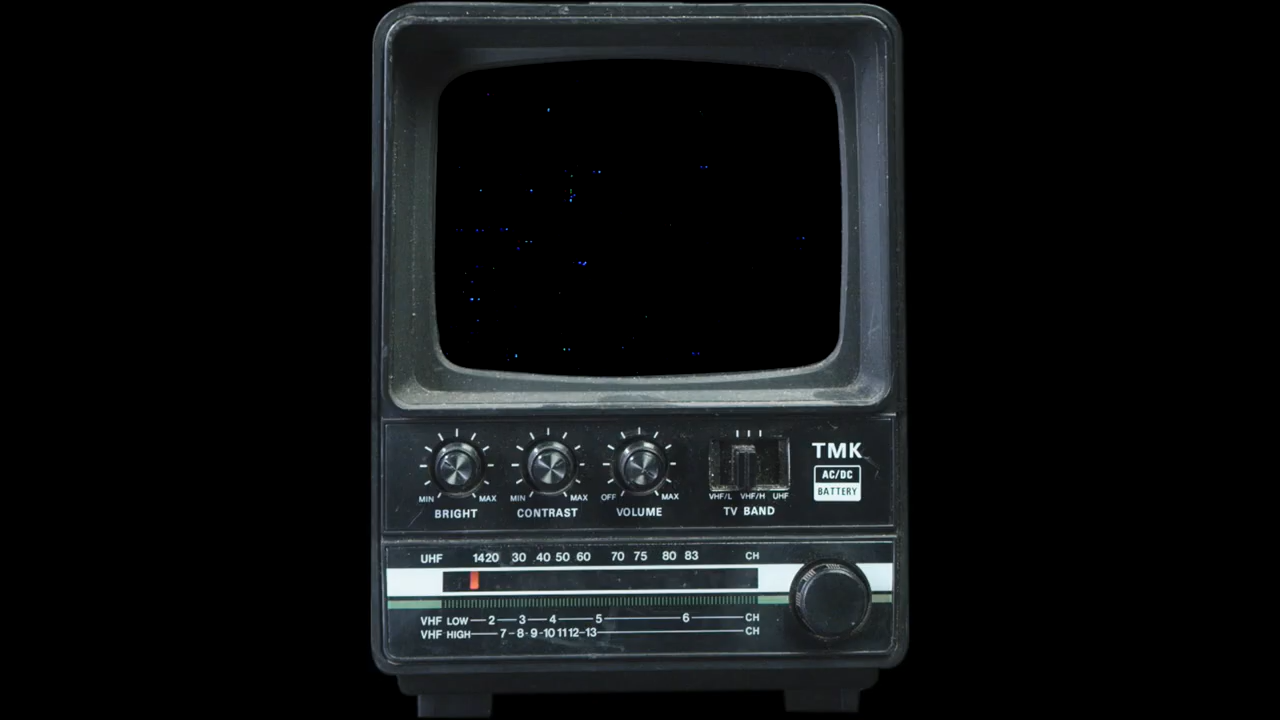 MIN MAX MIN MAX OFF MAX VHF/L VHF/H UHF
BRIGHT CONTRAST VOLUME TV BAND
TMK
AC/DC
BATTERY
UHF 1420 30 40 50 60 70 75 80 83 CH
VHF LOW 2 3 4 5 6 CH
VHF HIGH 7-8-9-10 11 12-13 CH